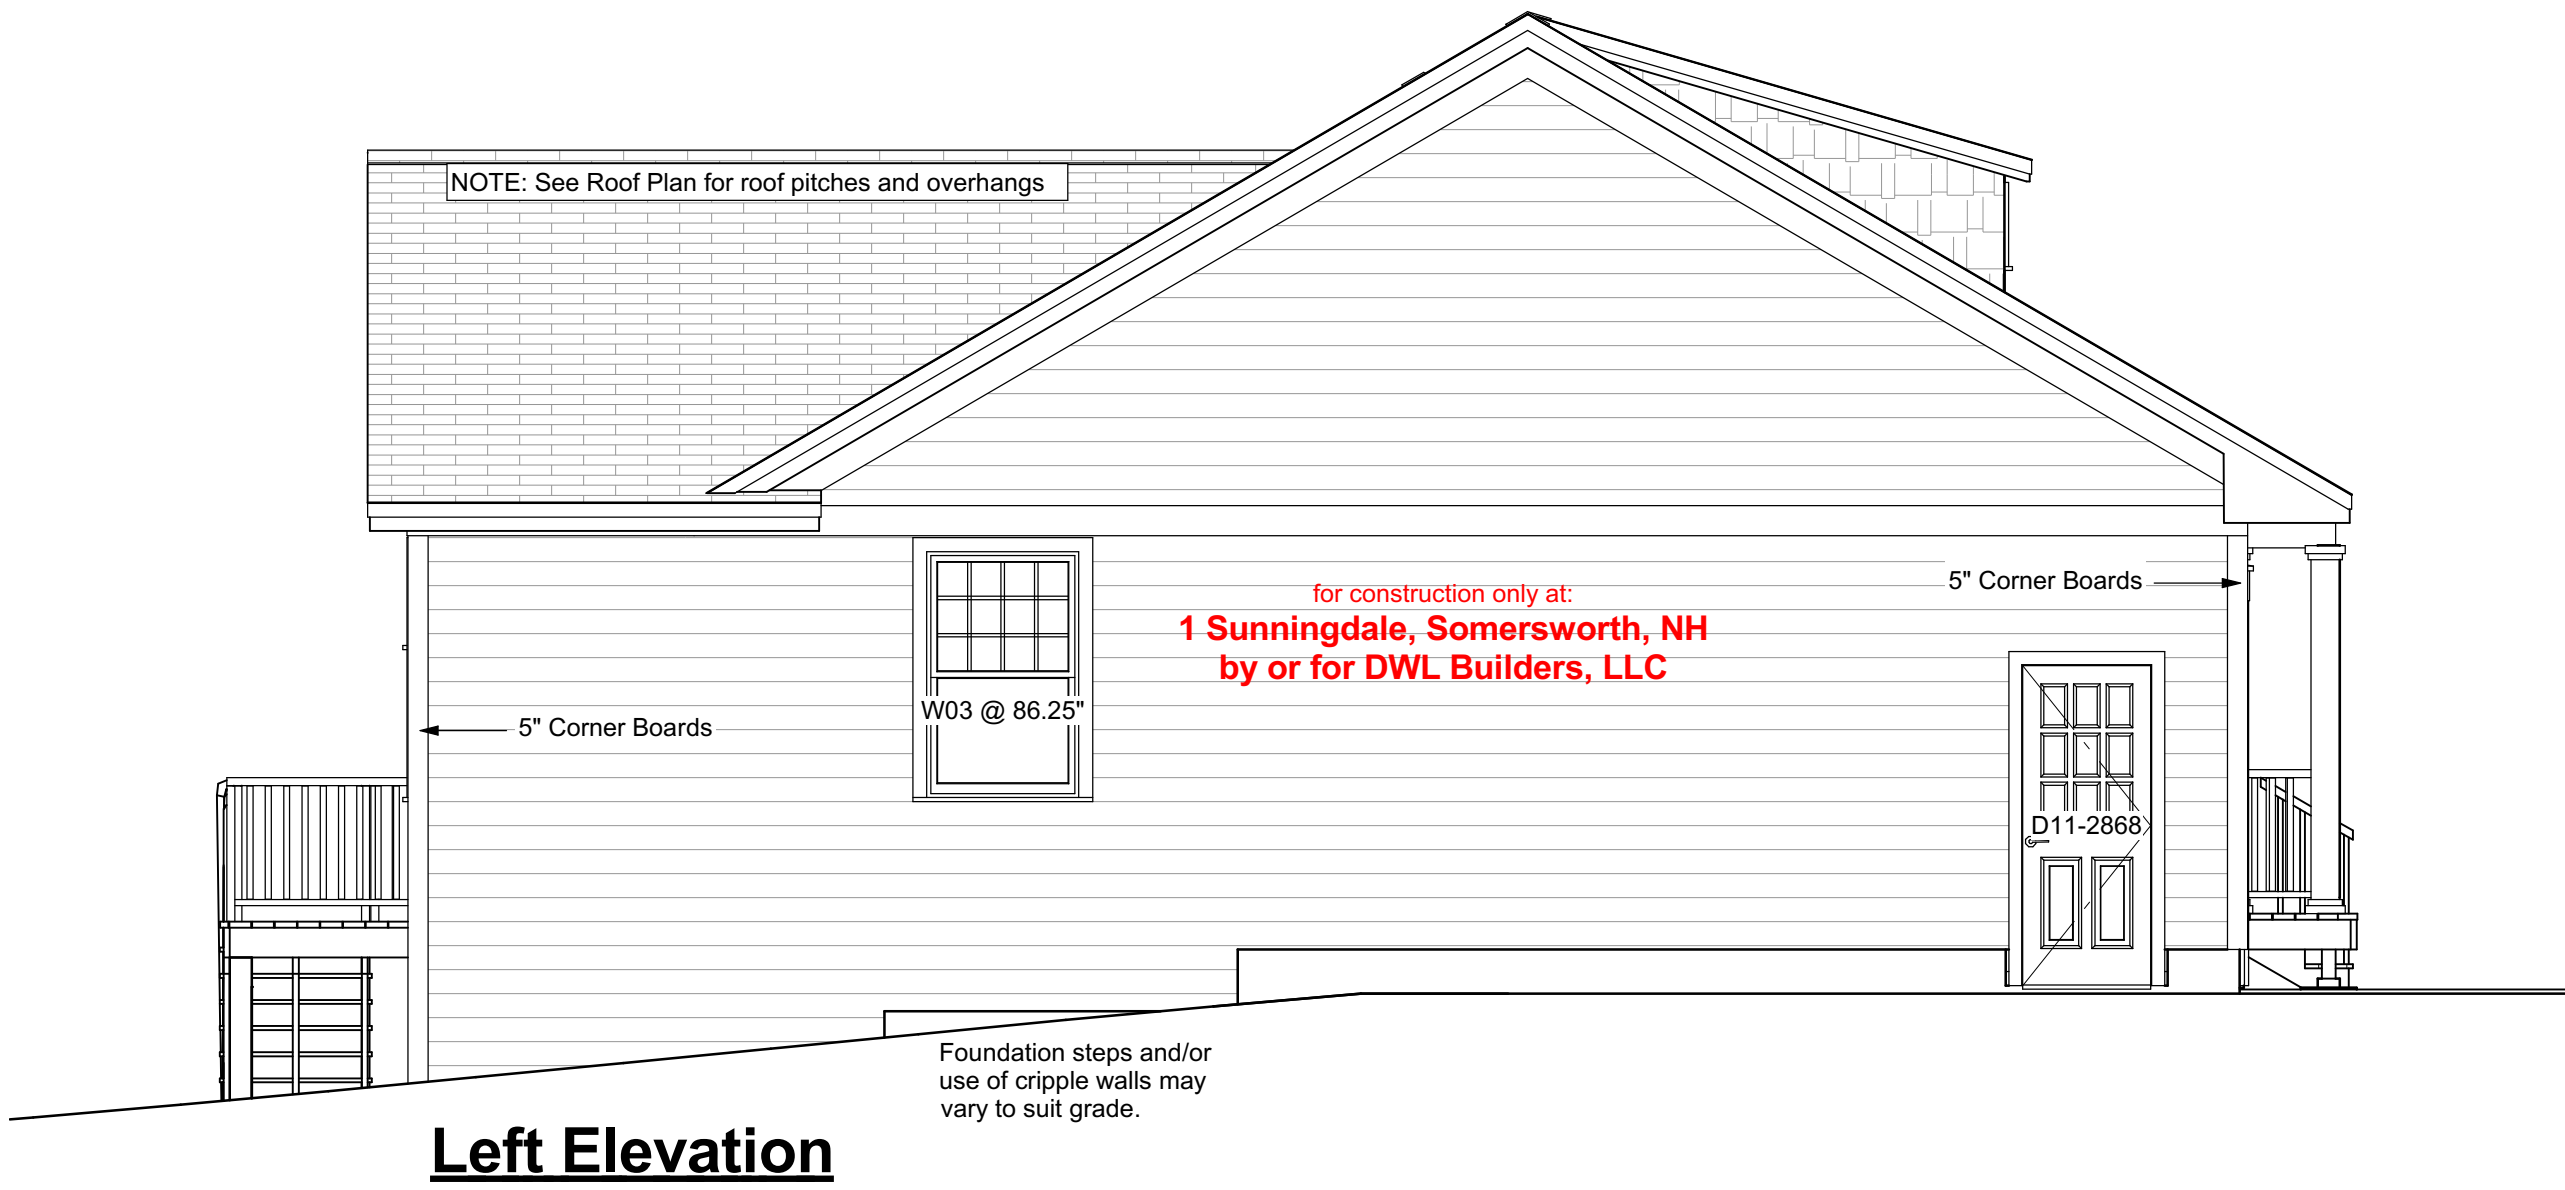 NOTE: See Roof Plan for roof pitches and overhangs
for construction only at:
1 Sunningdale, Somersworth, NH
by or for DWL Builders, LLC
5" Corner Boards
W03 @ 86.25"
5" Corner Boards
D11-2868
Foundation steps and/or
use of cripple walls may
vary to suit grade.
Left Elevation